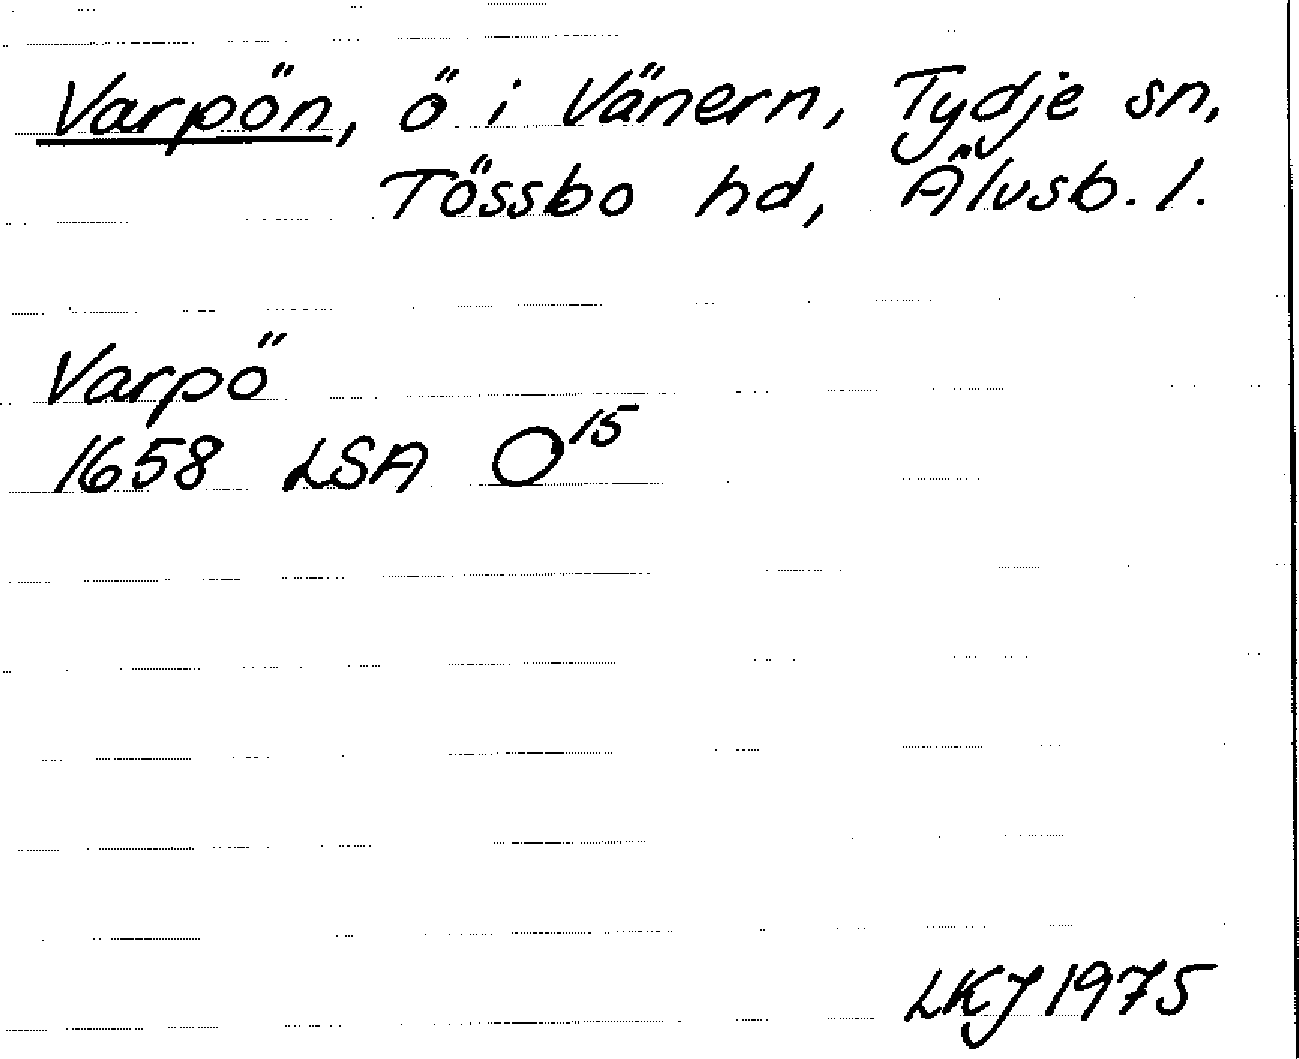 Varpön, ö i Vänern, Tydje sn,
Tössbo hd, Älvsb. l.
Varpö
1658 LSA O15
LKJ 1975